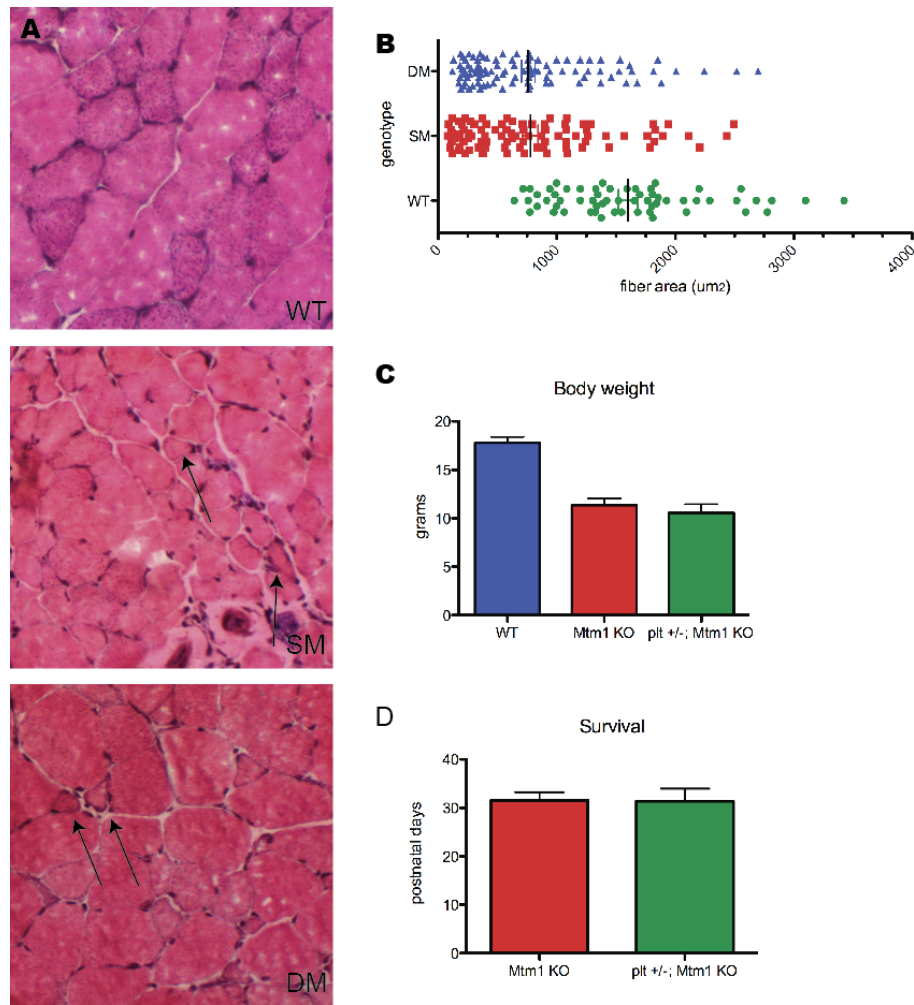 A
WT
SM
DM
B
genotype
DM
SM
WT
0
1000
2000
3000
4000
fiber area (um2)
C
Body weight
grams
20
15
10
5
0
WT
Mtm1 KO
plt +/-; Mtm1 KO
D
Survival
postnatal days
40
30
20
10
0
Mtm1 KO
plt +/-; Mtm1 KO